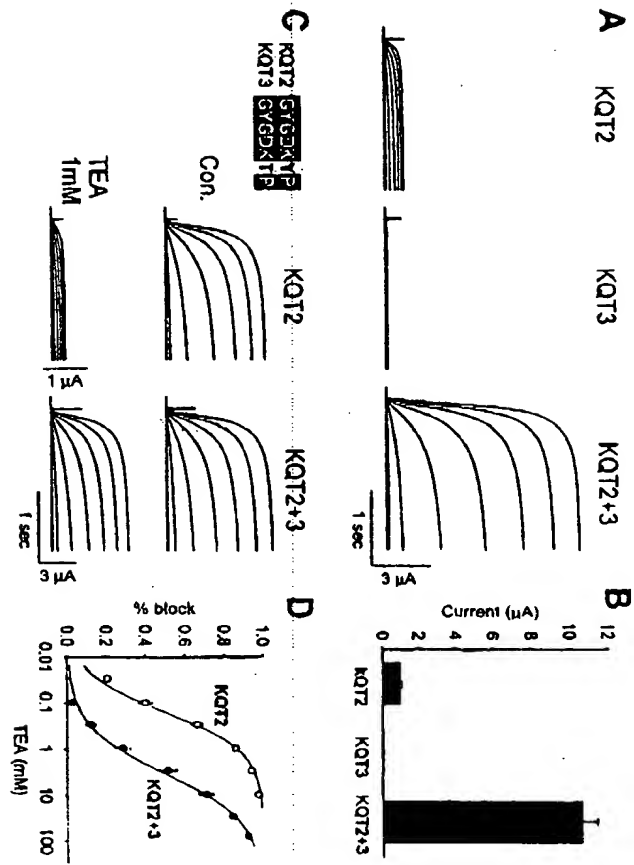 A
KQT2
KQT3
KQT2+3
1 sec
3 µA
B
Current (µA)
0
2
4
6
8
10
KQT2
KQT3
KQT2+3
C
KQT2 GYGDKYP
KQT3 GYGDKTP
KQT2
KQT2+3
Con.
TEA
1mM
1 µA
1 sec
3 µA
D
% block
1.0
0.8
0.6
0.4
0.2
0.0
KQT2
KQT2+3
0.01
0.1
1
10
100
TEA (mM)